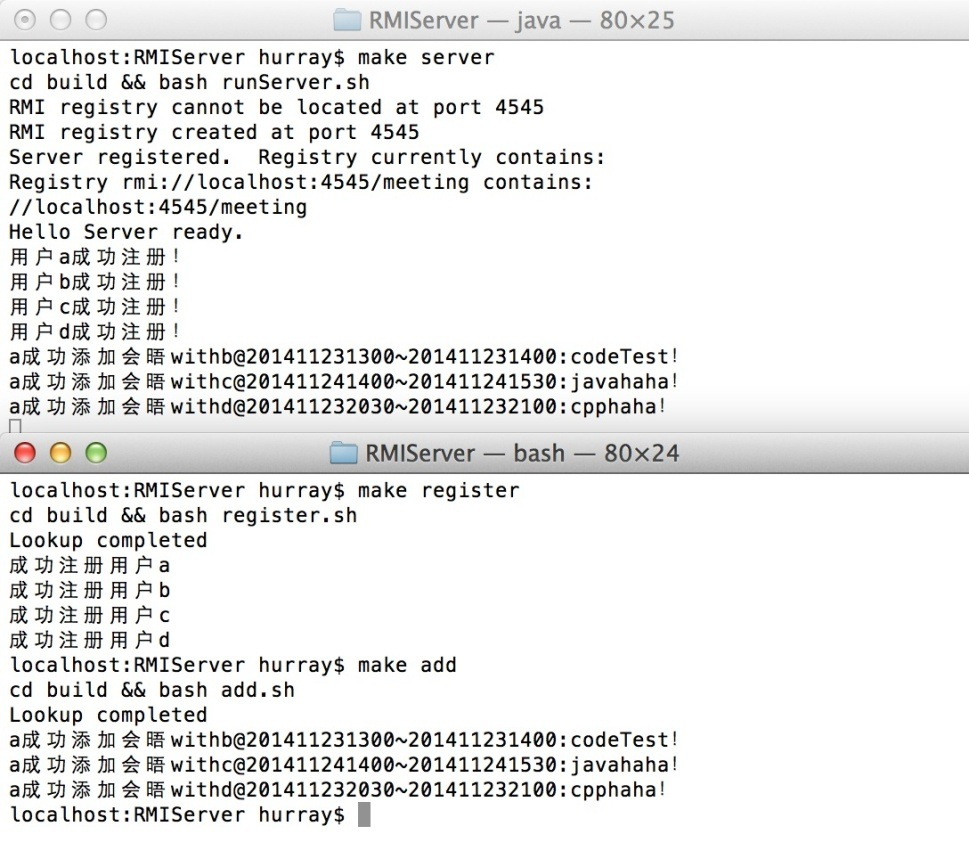 RMIServer — java — 80×25
localhost:RMIServer hurray$ make server
cd build && bash runServer.sh
RMI registry cannot be located at port 4545
RMI registry created at port 4545
Server registered.  Registry currently contains:
Registry rmi://localhost:4545/meeting contains:
//localhost:4545/meeting
Hello Server ready.
用户a成功注册！
用户b成功注册！
用户c成功注册！
用户d成功注册！
a成功添加会晤withb@201411231300~201411231400:codeTest！
a成功添加会晤withc@201411241400~201411241530:javahaha！
a成功添加会晤withd@201411232030~201411232100:cpphaha！
RMIServer — bash — 80×24
localhost:RMIServer hurray$ make register
cd build && bash register.sh
Lookup completed
成功注册用户a
成功注册用户b
成功注册用户c
成功注册用户d
localhost:RMIServer hurray$ make add
cd build && bash add.sh
Lookup completed
a成功添加会晤withb@201411231300~201411231400:codeTest！
a成功添加会晤withc@201411241400~201411241530:javahaha！
a成功添加会晤withd@201411232030~201411232100:cpphaha！
localhost:RMIServer hurray$